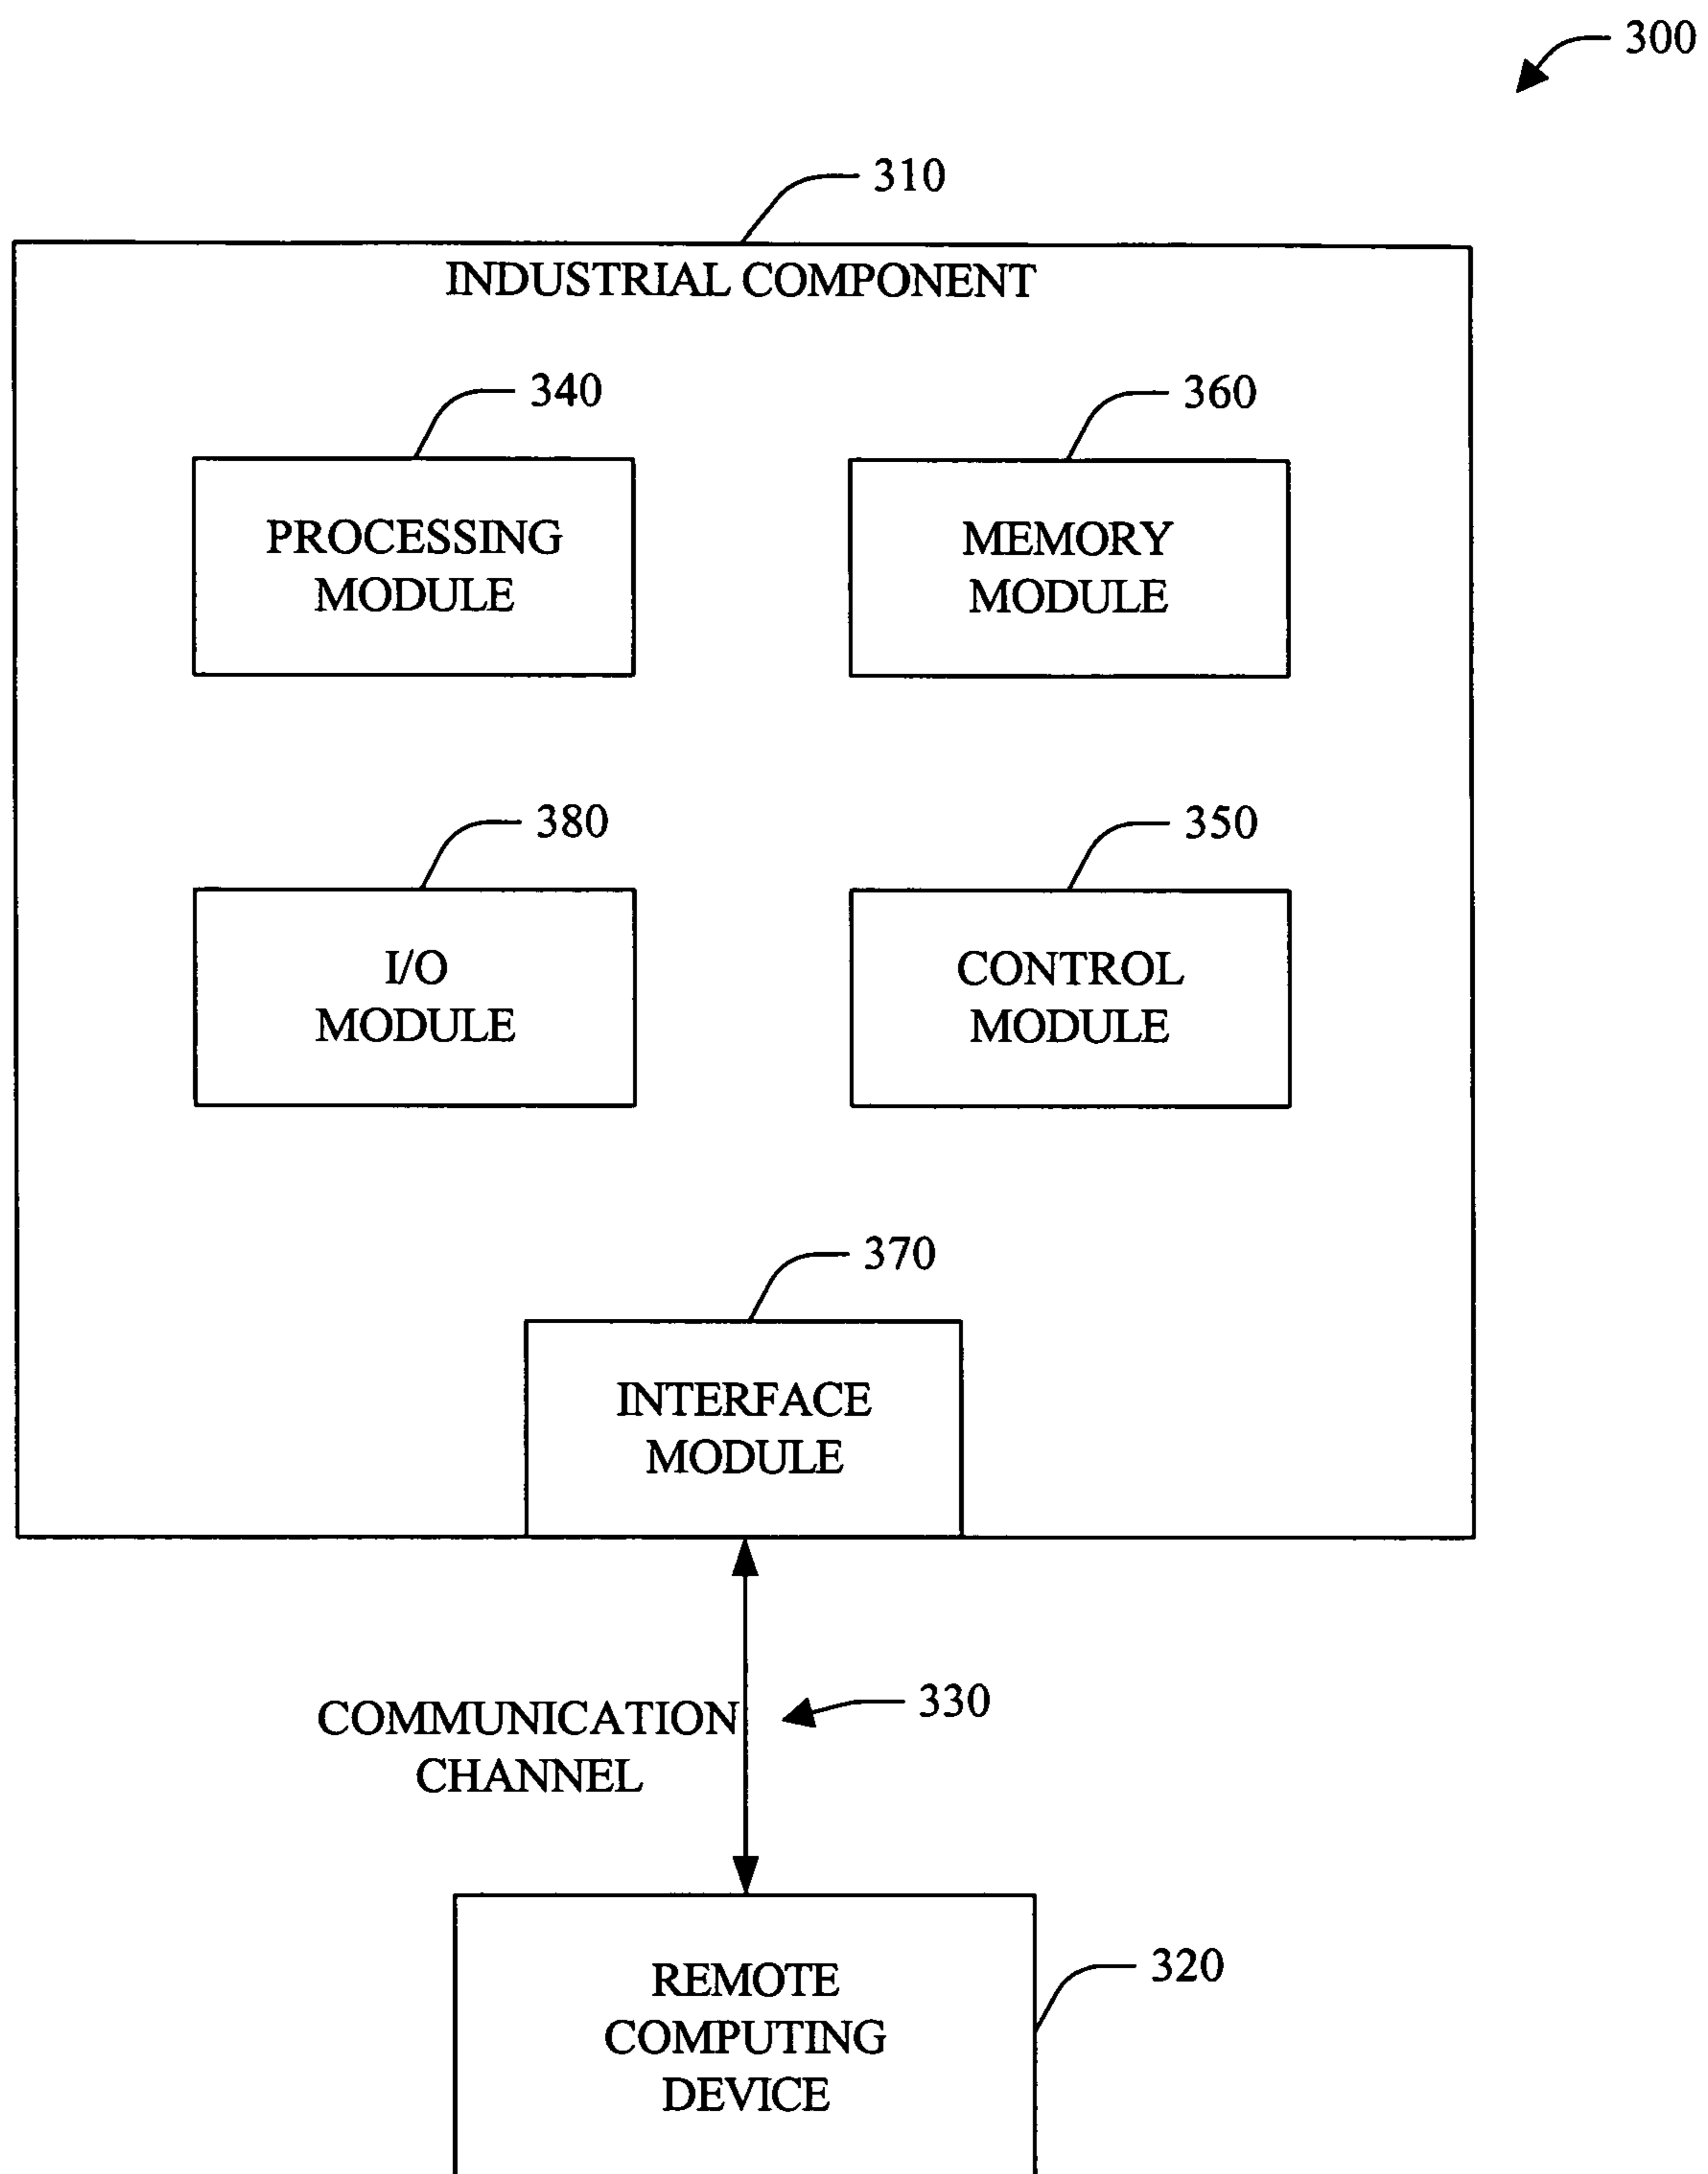 300
310
INDUSTRIAL COMPONENT
340
360
PROCESSING
MODULE
MEMORY
MODULE
380
350
I/O
MODULE
CONTROL
MODULE
370
INTERFACE
MODULE
COMMUNICATION
CHANNEL
330
320
REMOTE
COMPUTING
DEVICE